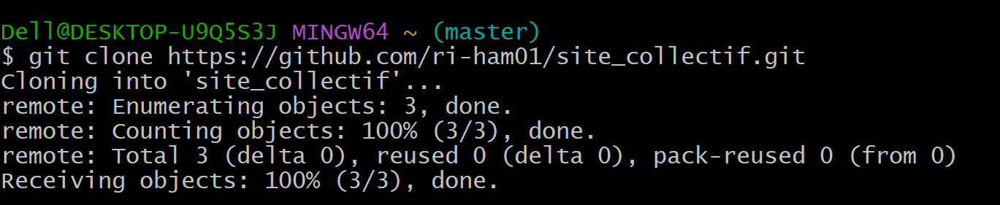 Dell@DESKTOP-U9Q5S3J MINGW64 ~ (master)
$ git clone https://github.com/ri-ham01/site_collectif.git
Cloning into 'site_collectif'...
remote: Enumerating objects: 3, done.
remote: Counting objects: 100% (3/3), done.
remote: Total 3 (delta 0), reused 0 (delta 0), pack-reused 0 (from 0)
Receiving objects: 100% (3/3), done.